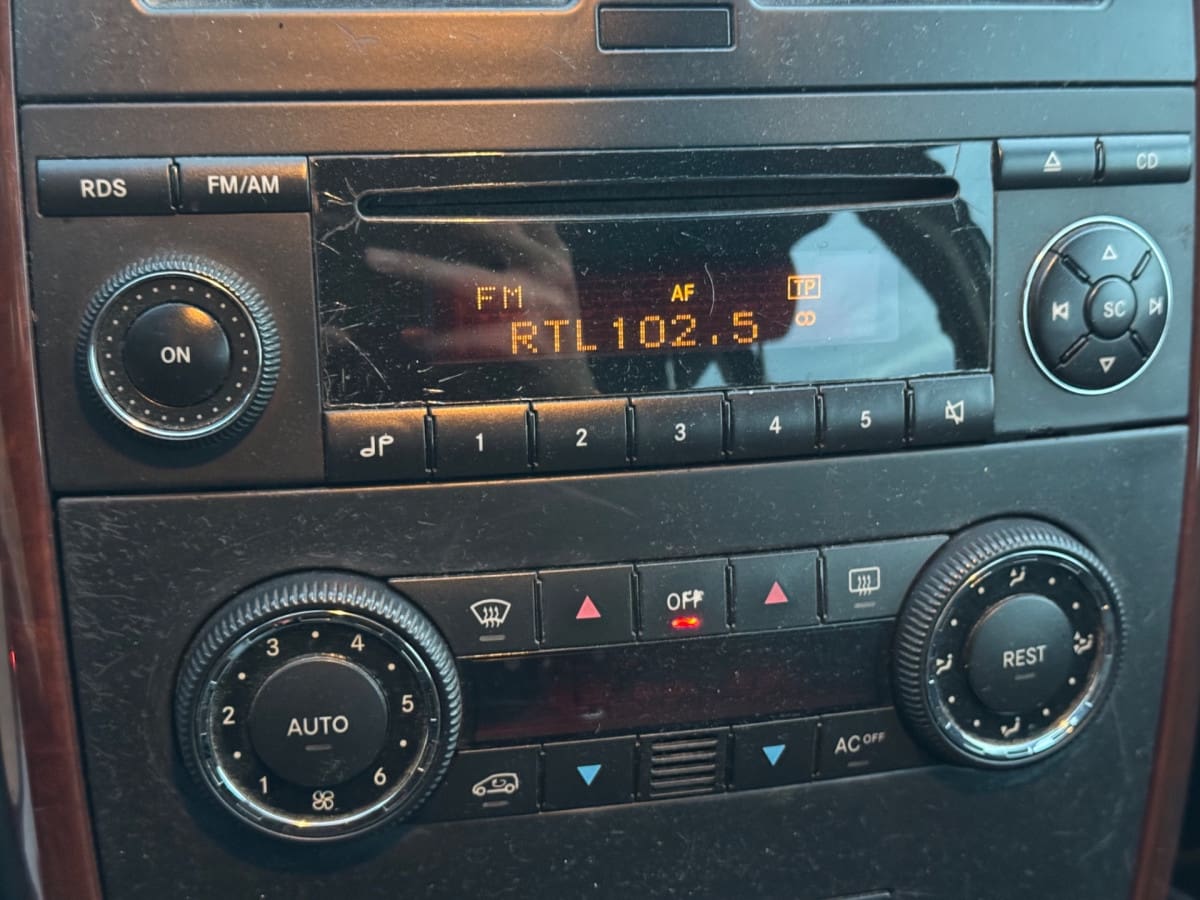 RDS FM/AM CD
FM AF TP
RTL102.5
ON SC
1 2 3 4 5
OFF
3 4
2 5
1 6
AUTO
REST
AC OFF